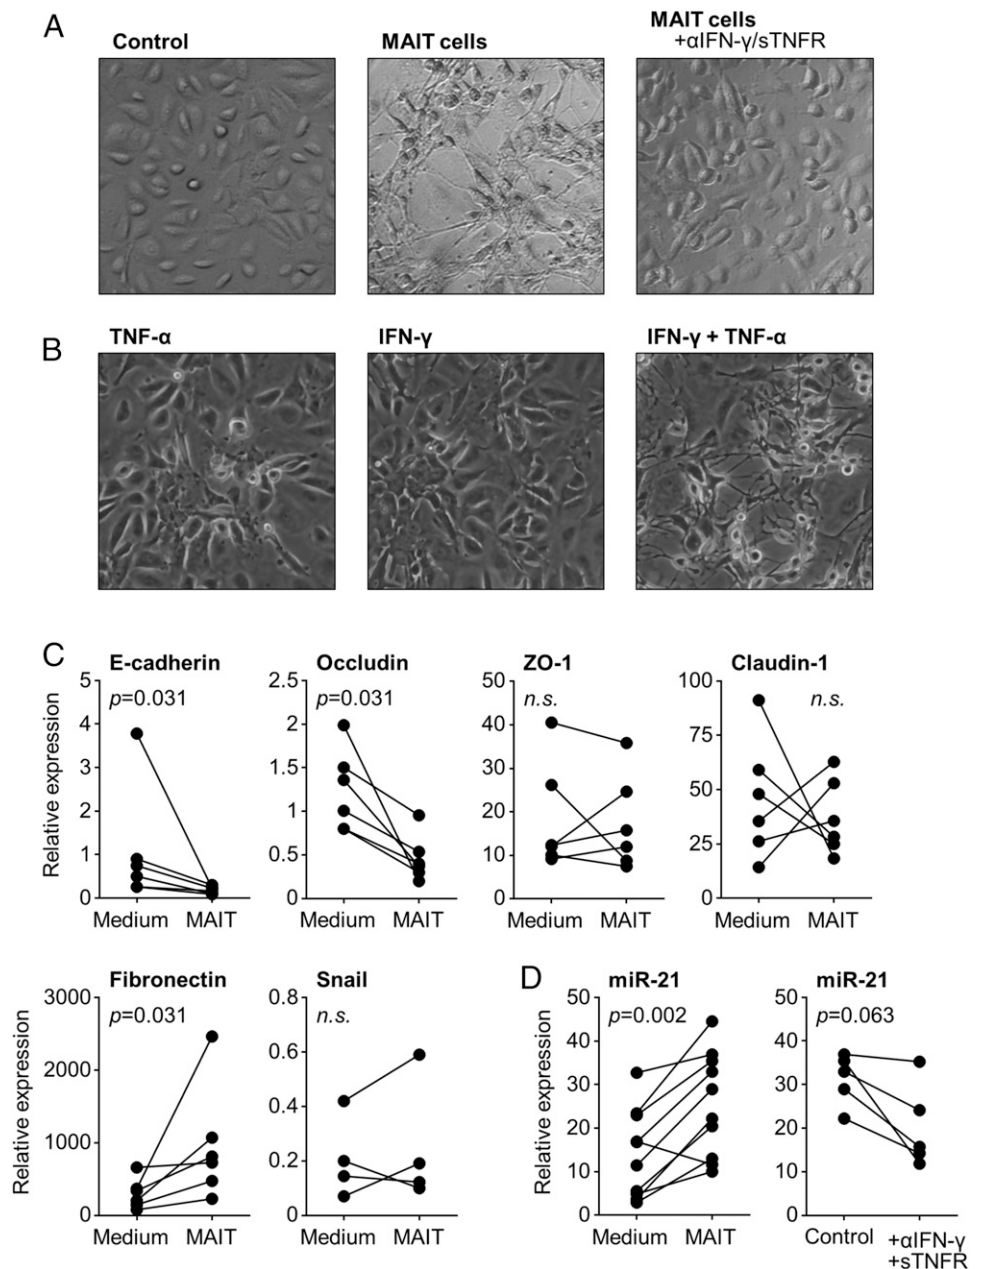 A
Control
MAIT cells
MAIT cells
+αIFN-γ/sTNFR
B
TNF-α
IFN-γ
IFN-γ + TNF-α
C
E-cadherin
Occludin
ZO-1
Claudin-1
p=0.031
p=0.031
n.s.
n.s.
Relative expression
5
4
3
2
1
0
2.5
2
1.5
1
0.5
0
50
40
30
20
10
0
100
75
50
25
0
Medium MAIT
Medium MAIT
Medium MAIT
Medium MAIT
Fibronectin
Snail
p=0.031
n.s.
Relative expression
3000
2000
1000
0
0.8
0.6
0.4
0.2
0
Medium MAIT
Medium MAIT
D
miR-21
miR-21
p=0.002
p=0.063
Relative expression
50
40
30
20
10
0
50
40
30
20
10
0
Medium MAIT
Control +αIFN-γ
+sTNFR